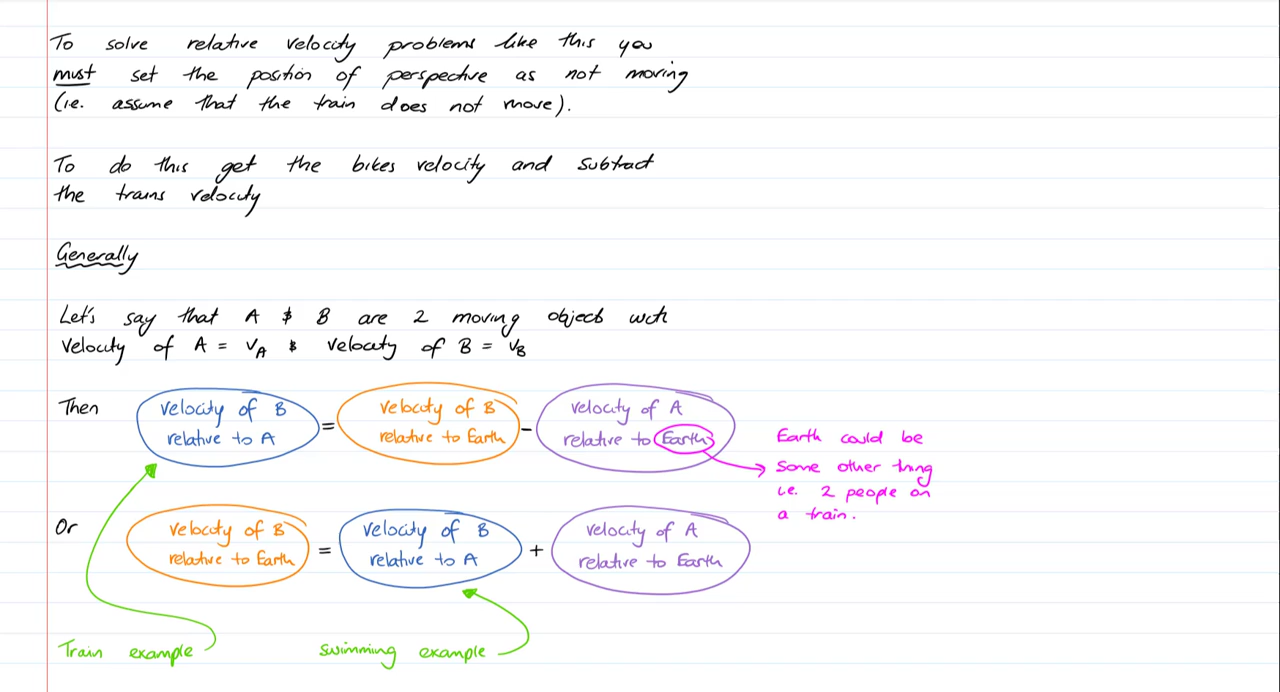 To solve relative velocity problems like this you
must set the position of perspective as not moving
(i.e. assume that the train does not move).
To do this get the bikes velocity and subtract
the trains velocity
Generally
Let's say that A & B are 2 moving object with
velocity of A = vA & velocity of B = vB
Then
velocity of B
relative to A
=
velocity of B
relative to Earth
-
velocity of A
relative to Earth
Earth could be
some other thing
i.e. 2 people on
a train.
Or
velocity of B
relative to Earth
=
velocity of B
relative to A
+
velocity of A
relative to Earth
Train example
swimming example